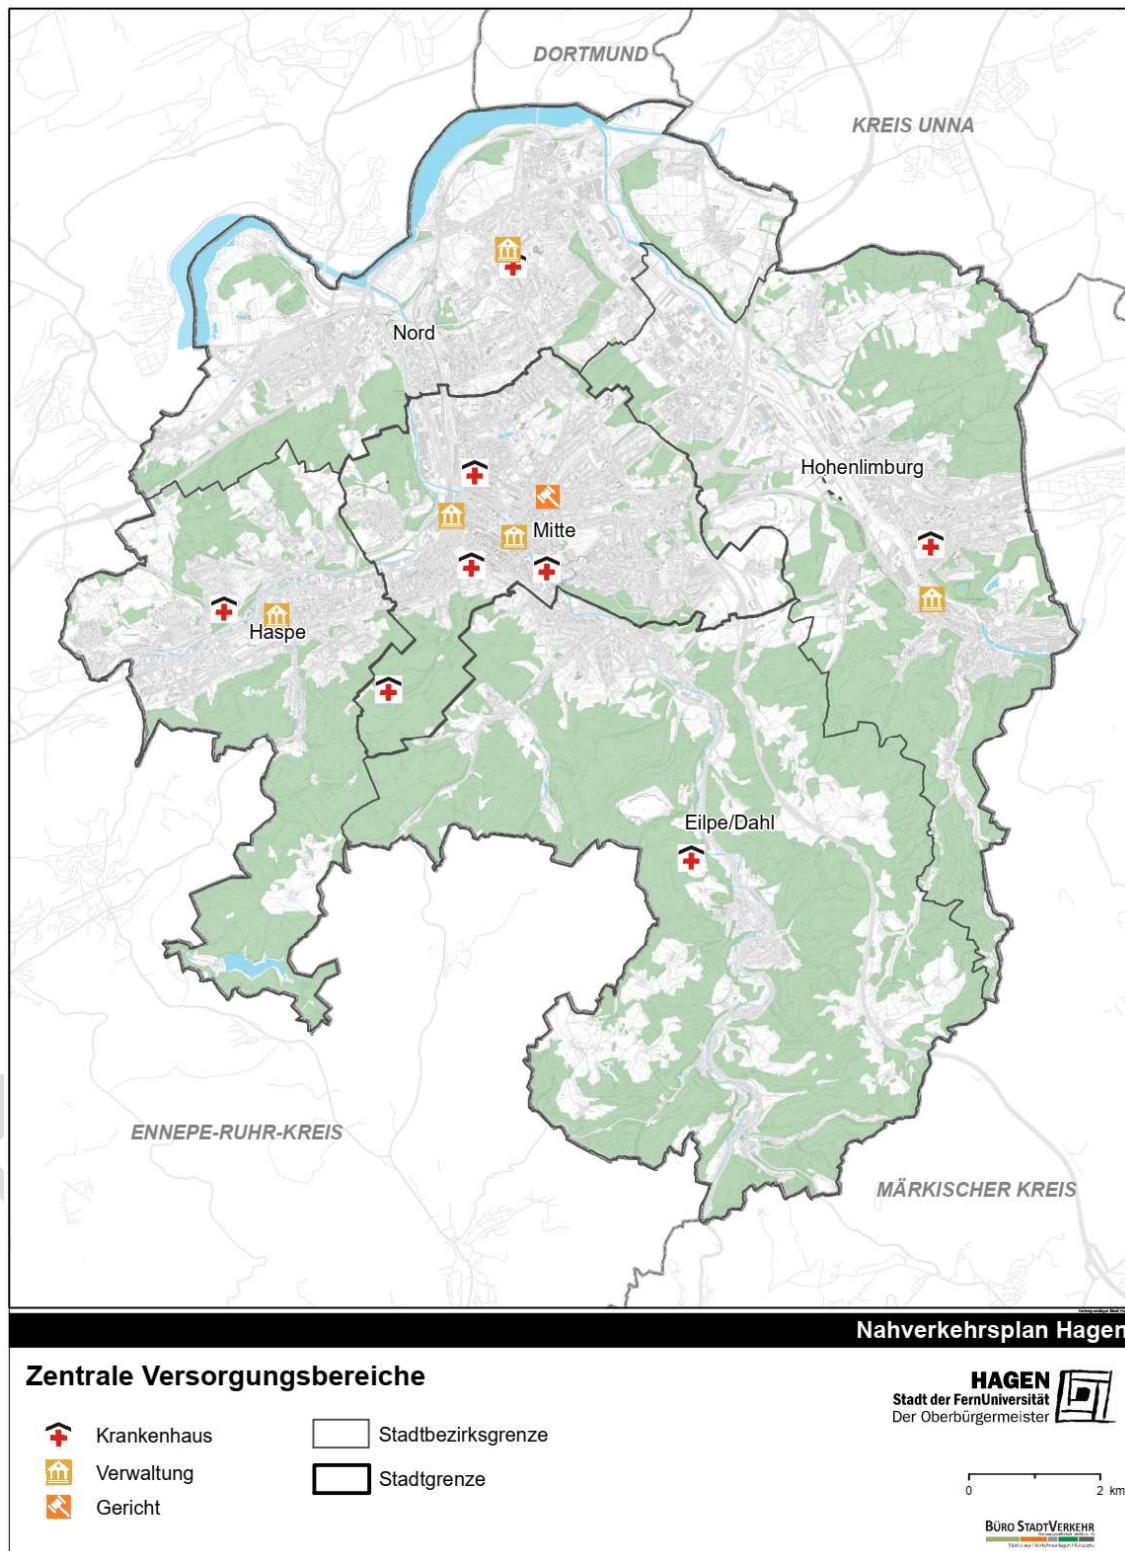 DORTMUND
KREIS UNNA
Nord
Hohenlimburg
Mitte
Haspe
Eilpe/Dahl
ENNEPE-RUHR-KREIS
MÄRKISCHER KREIS
Nahverkehrsplan Hagen
Zentrale Versorgungsbereiche
Krankenhaus
Verwaltung
Gericht
Stadtbezirksgrenze
Stadtgrenze
HAGEN
Stadt der FernUniversität
Der Oberbürgermeister
0 2 km
BÜRO STADTVERKEHR